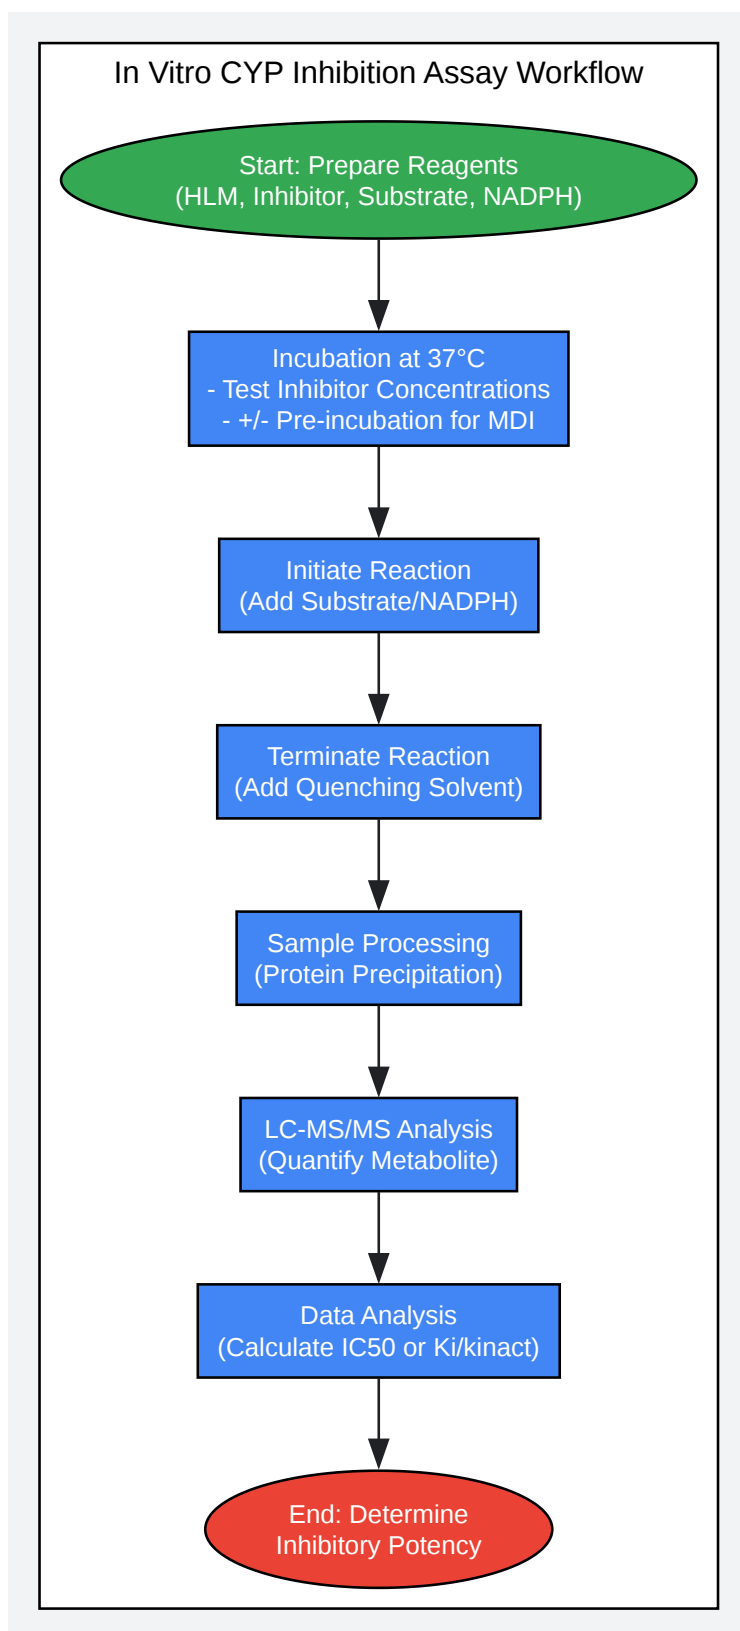 In Vitro CYP Inhibition Assay Workflow
Start: Prepare Reagents
(HLM, Inhibitor, Substrate, NADPH)
Incubation at 37°C
- Test Inhibitor Concentrations
- +/- Pre-incubation for MDI
Initiate Reaction
(Add Substrate/NADPH)
Terminate Reaction
(Add Quenching Solvent)
Sample Processing
(Protein Precipitation)
LC-MS/MS Analysis
(Quantify Metabolite)
Data Analysis
(Calculate IC50 or Ki/kinact)
End: Determine
Inhibitory Potency